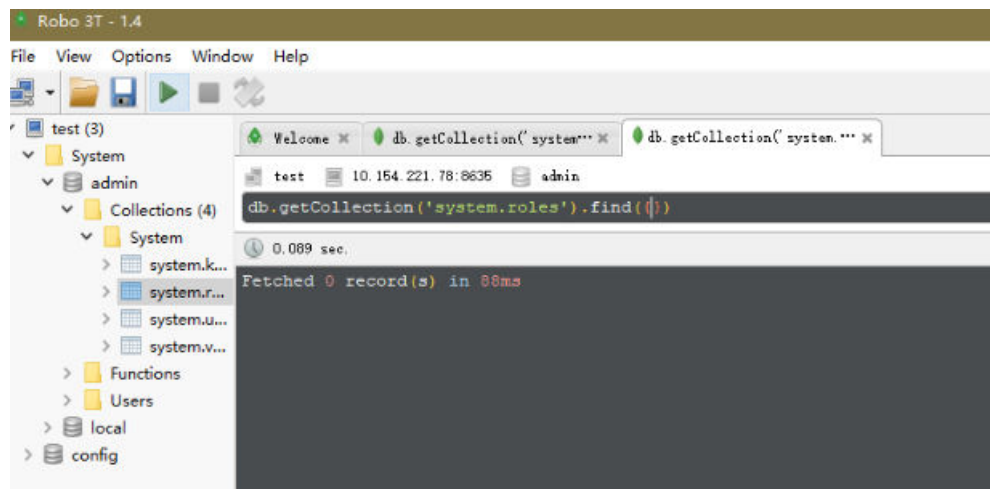 Robo 3T - 1.4
File View Options Window Help
test (3)
System
admin
Collections (4)
System
system.k...
system.r...
system.u...
system.v...
Functions
Users
local
config
Welcome × db.getCollection('system… × db.getCollection('system.… ×
test 10.154.221.78:8635 admin
db.getCollection('system.roles').find({})
0.089 sec.
Fetched 0 record(s) in 88ms